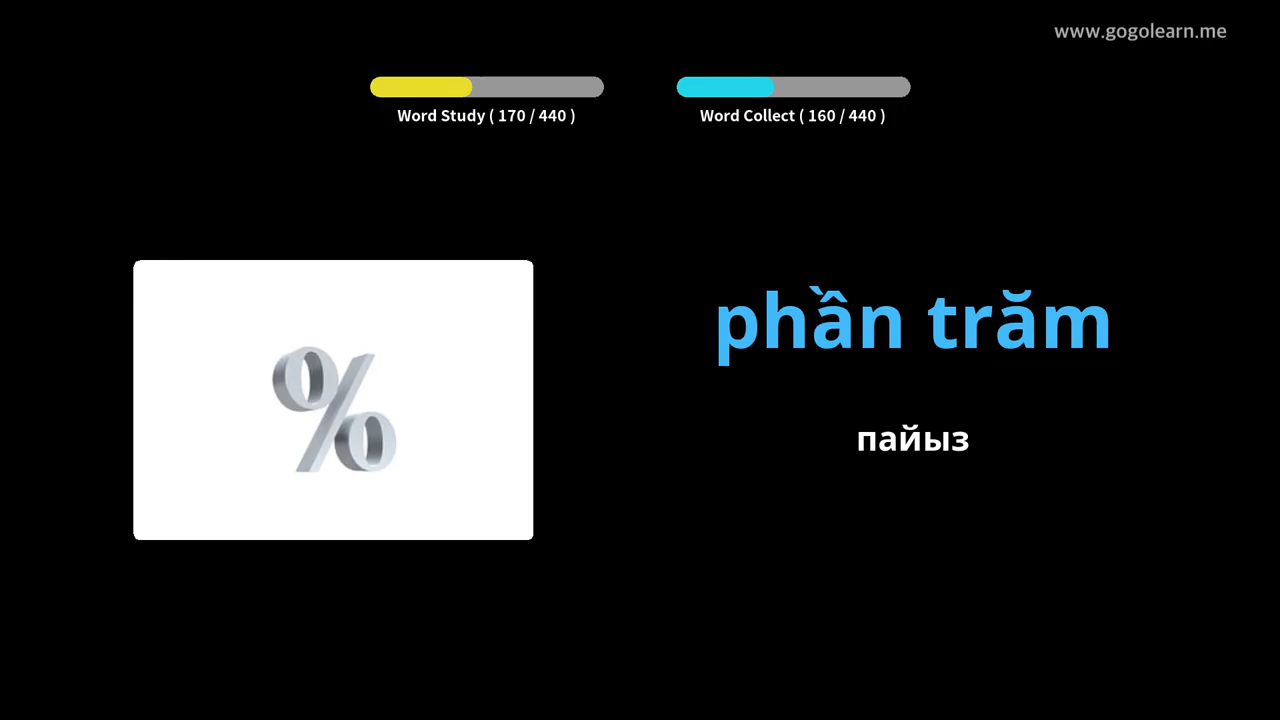 www.gogolearn.me
Word Study ( 170 / 440 )
Word Collect ( 160 / 440 )
%
phần trăm
пайыз